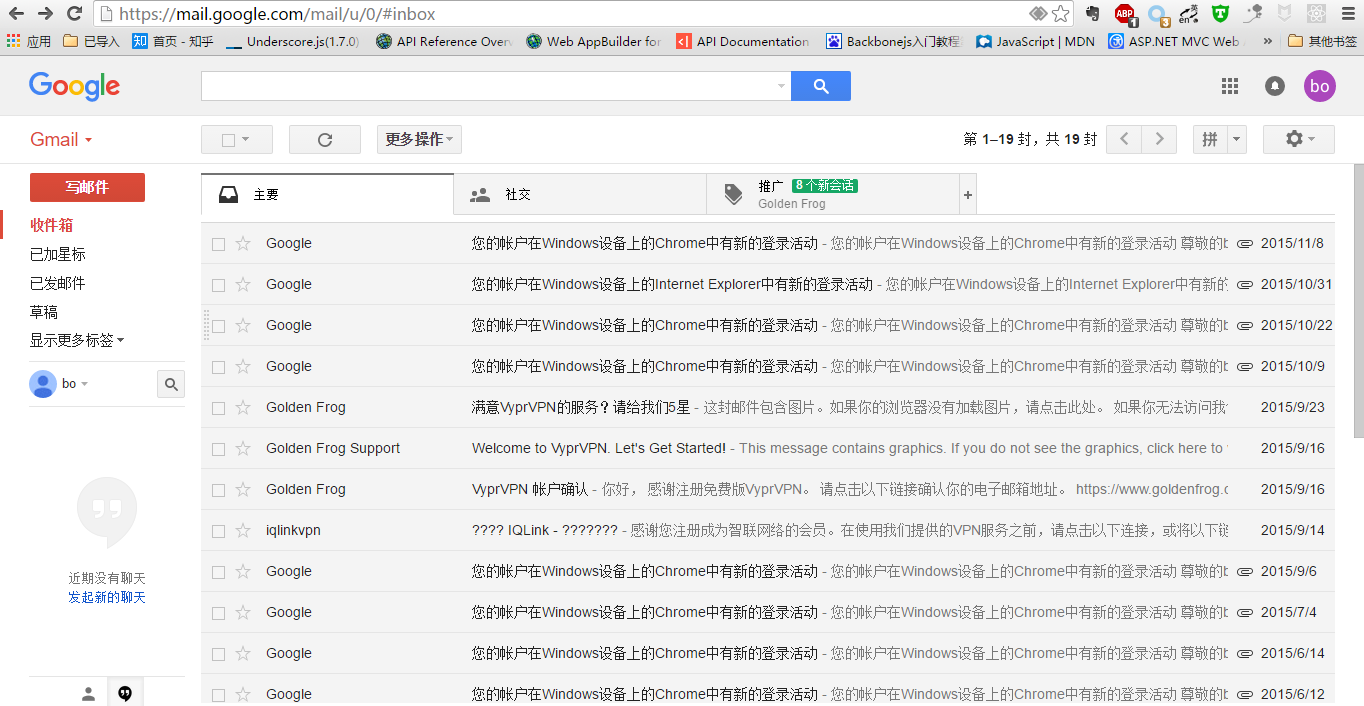 https://mail.google.com/mail/u/0/#inbox
应用 已导入 知 首页 - 知乎 Underscore.js(1.7.0) API Reference Over Web AppBuilder for API Documentation Backbonejs入门教程 JavaScript | MDN ASP.NET MVC Web » 其他书签
Google bo
Gmail 更多操作 第 1–19 封，共 19 封 拼
写邮件
收件箱
已加星标
已发邮件
草稿
显示更多标签
bo
近期没有聊天
发起新的聊天
主要 社交 推广 8 个新会话 +
Golden Frog
Google 您的帐户在Windows设备上的Chrome中有新的登录活动 - 您的帐户在Windows设备上的Chrome中有新的登录活动 尊敬的b 2015/11/8
Google 您的帐户在Windows设备上的Internet Explorer中有新的登录活动 - 您的帐户在Windows设备上的Internet Explorer中有新的 2015/10/31
Google 您的帐户在Windows设备上的Chrome中有新的登录活动 - 您的帐户在Windows设备上的Chrome中有新的登录活动 尊敬的b 2015/10/22
Google 您的帐户在Windows设备上的Chrome中有新的登录活动 - 您的帐户在Windows设备上的Chrome中有新的登录活动 尊敬的b 2015/10/9
Golden Frog 满意VyprVPN的服务？请给我们5星 - 这封邮件包含图片。如果你的浏览器没有加载图片，请点击此处。 如果你无法访问我 2015/9/23
Golden Frog Support Welcome to VyprVPN. Let's Get Started! - This message contains graphics. If you do not see the graphics, click here to 2015/9/16
Golden Frog VyprVPN 帐户确认 - 你好， 感谢注册免费版VyprVPN。 请点击以下链接确认你的电子邮箱地址。 https://www.goldenfrog.c 2015/9/16
iqlinkvpn ???? IQLink - ??????? - 感谢您注册成为智联网络的会员。在使用我们提供的VPN服务之前，请点击以下连接，或将以下链 2015/9/14
Google 您的帐户在Windows设备上的Chrome中有新的登录活动 - 您的帐户在Windows设备上的Chrome中有新的登录活动 尊敬的b 2015/9/6
Google 您的帐户在Windows设备上的Chrome中有新的登录活动 - 您的帐户在Windows设备上的Chrome中有新的登录活动 尊敬的b 2015/7/4
Google 您的帐户在Windows设备上的Chrome中有新的登录活动 - 您的帐户在Windows设备上的Chrome中有新的登录活动 尊敬的b 2015/6/14
Google 您的帐户在Windows设备上的Chrome中有新的登录活动 - 您的帐户在Windows设备上的Chrome中有新的登录活动 尊敬的b 2015/6/12